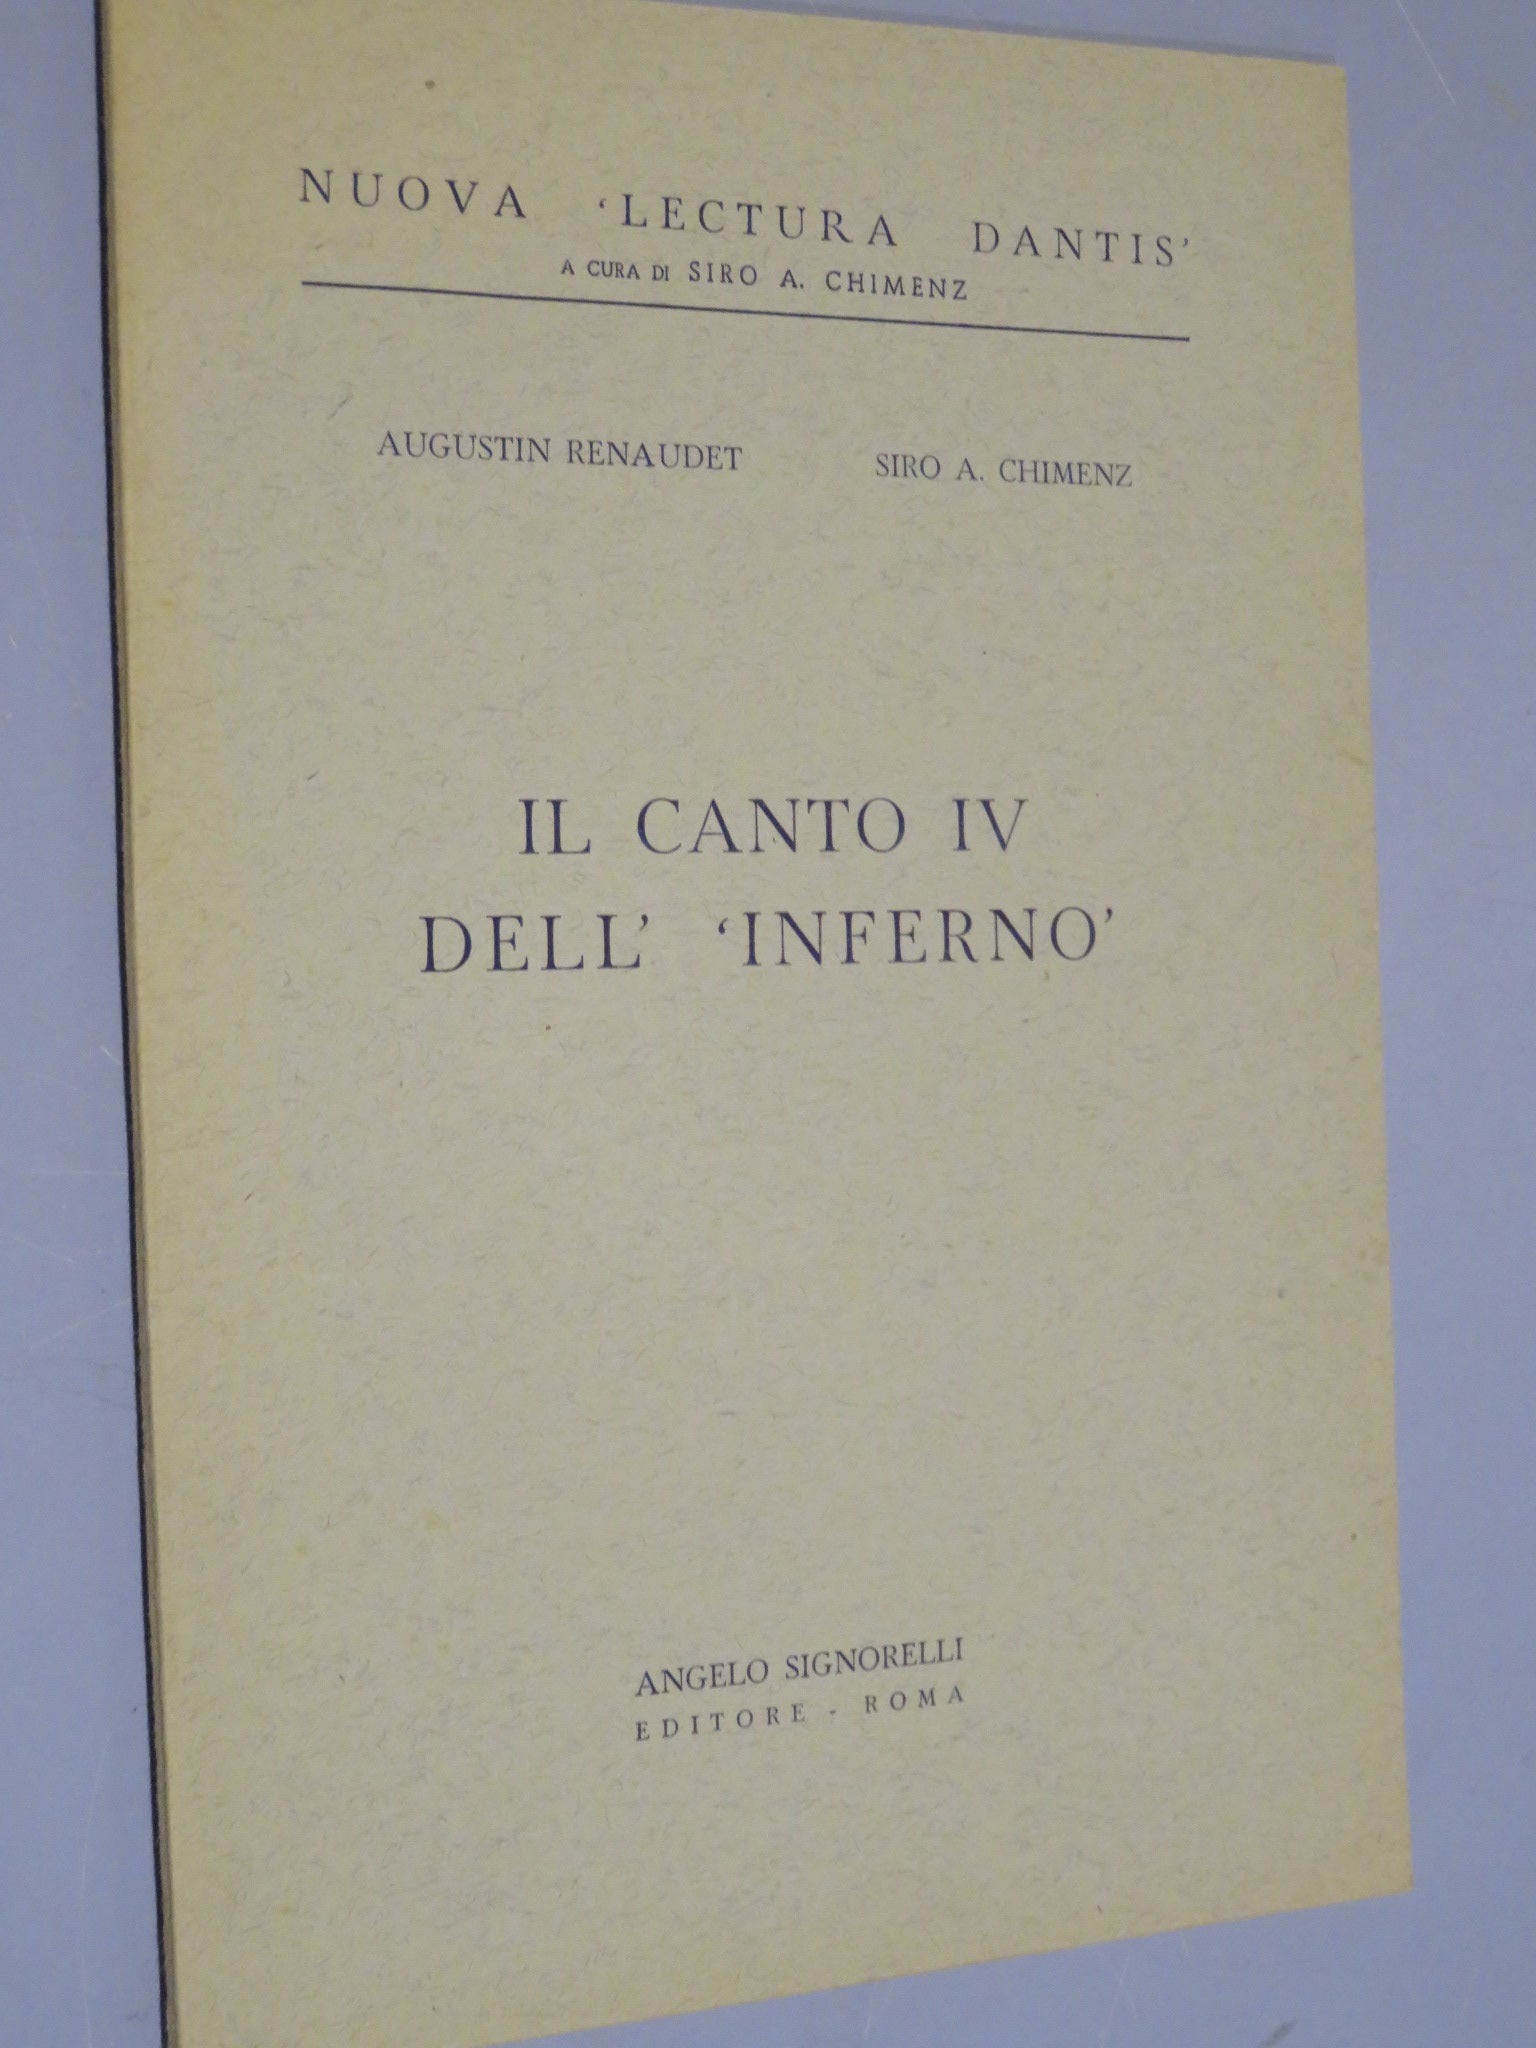 NUOVA ‘LECTURA DANTIS’
A CURA DI SIRO A. CHIMENZ
AUGUSTIN RENAUDET SIRO A. CHIMENZ
IL CANTO IV
DELL’ ‘INFERNO’
ANGELO SIGNORELLI
EDITORE - ROMA